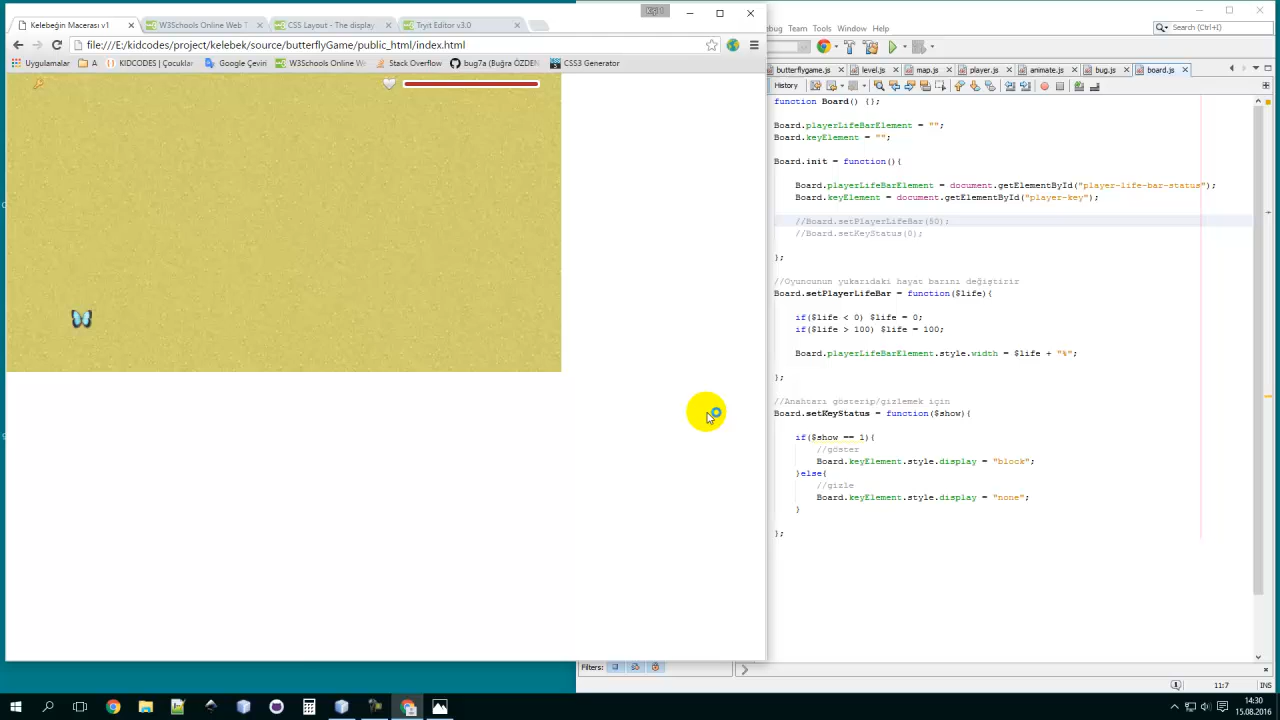 Kelebeğin Macerası v1
W3Schools Online Web T
CSS Layout - The display
Tryit Editor v3.0
Kişi 1
file:///C:/kidcodes/project/kelebek/source/butterflyGame/public_html/index.html
Uygulamalar
A
KIDCODES | Çocuklar
Google Çeviri
W3Schools Online We
Stack Overflow
bug7a (Buğra ÖZDEN
CSS3 Generator
ebug Team Tools Window Help
Search (Ctrl+I)
butterflygame.js
level.js
map.js
player.js
animate.js
bug.js
board.js
History
function Board() {};
Board.playerLifeBarElement = "";
Board.keyElement = "";
Board.init = function(){
Board.playerLifeBarElement = document.getElementById("player-life-bar-status");
Board.keyElement = document.getElementById("player-key");
//Board.setPlayerLifeBar(50);
//Board.setKeyStatus(0);
};
//Oyuncunun yukarıdaki hayat barını değiştirir
Board.setPlayerLifeBar = function($life){
if($life < 0) $life = 0;
if($life > 100) $life = 100;
Board.playerLifeBarElement.style.width = $life + "%";
};
//Anahtarı gösterip/gizlemek için
Board.setKeyStatus = function($show){
if($show == 1){
//göster
Board.keyElement.style.display = "block";
}else{
//gizle
Board.keyElement.style.display = "none";
}
};
Filters:
11:7
INS
14:30
15.08.2016